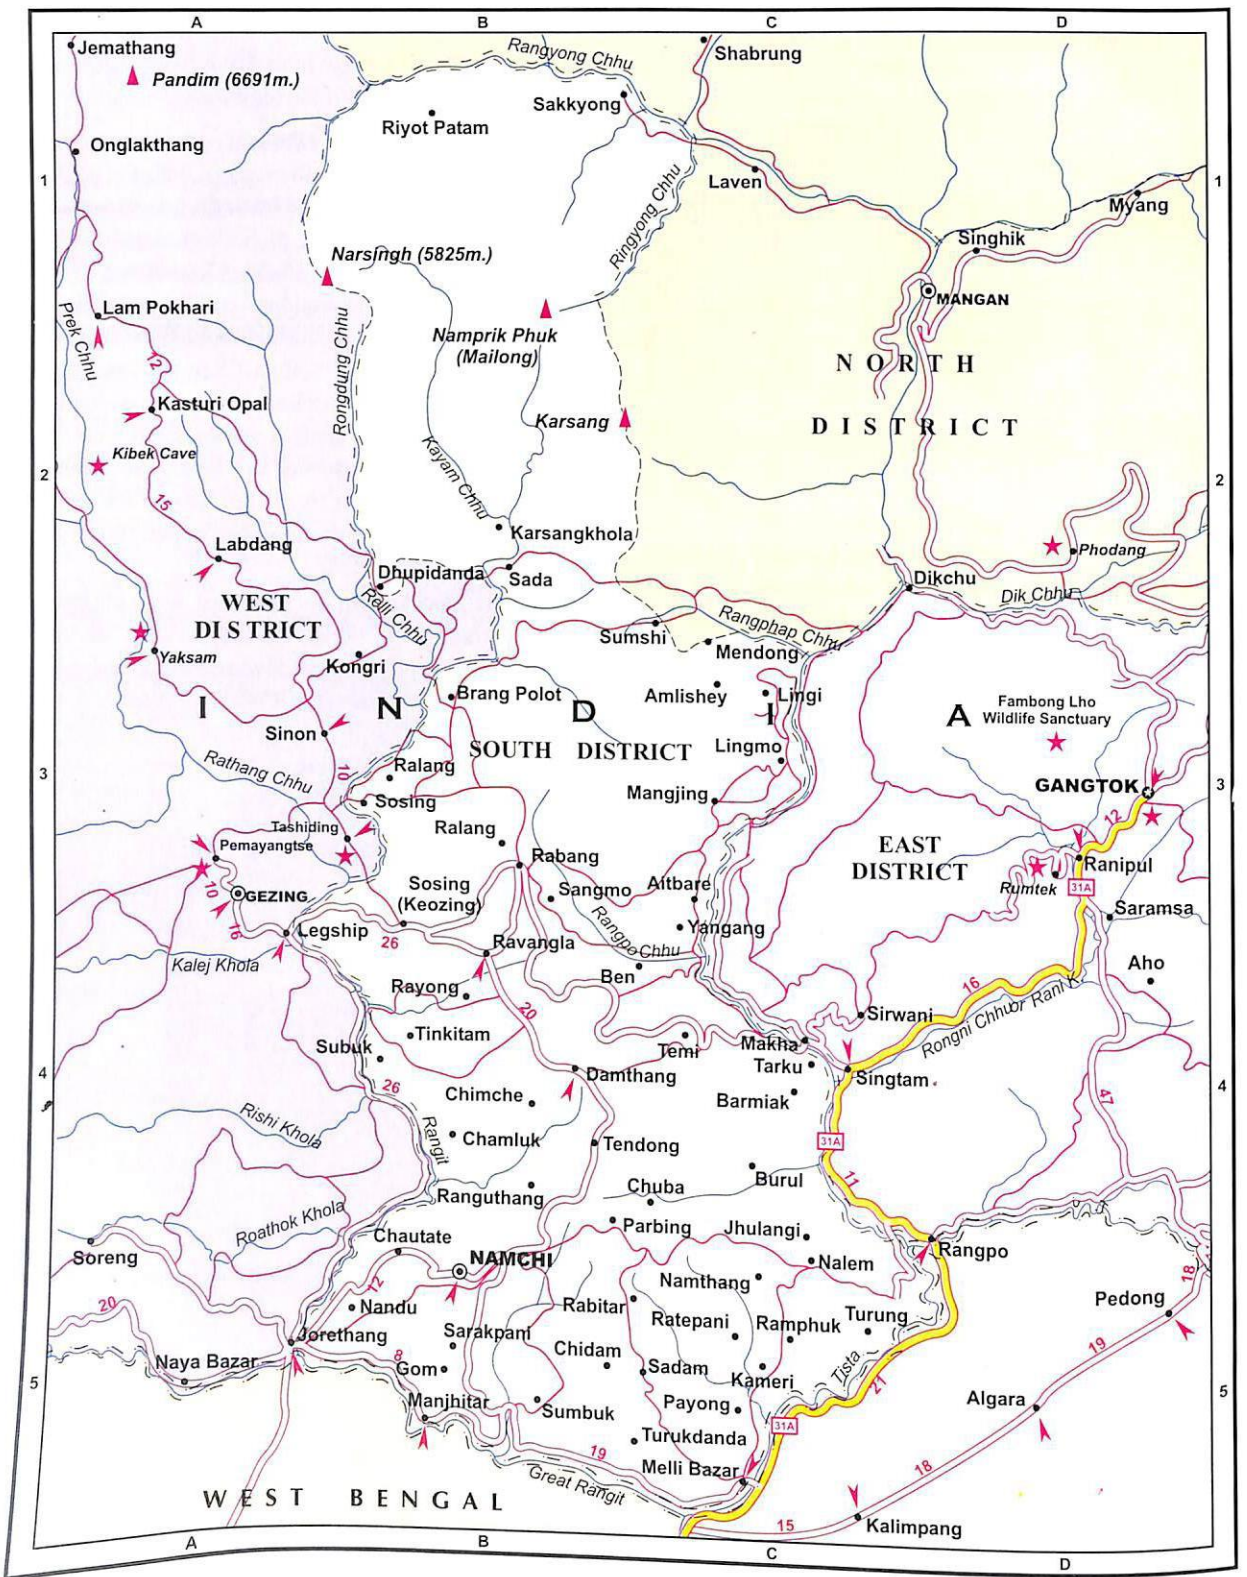 A B C D
Jemathang
Pandim (6691m.)
Rangyong Chhu
Shabrung
Sakkyong
Riyot Patam
Onglakthang
1
1
Laven
Ringyong Chhu
Myang
Singhik
Narsingh (5825m.)
MANGAN
Lam Pokhari
Prek Chhu
Rongdung Chhu
Namprik Phuk
(Mailong)
12
NORTH
DISTRICT
Kasturi Opal
Karsang
Kibek Cave
Kayam Chhu
2
2
15
Karsangkhola
Labdang
Phodang
Dhupidanda
Sada
Dikchu
Dik Chhu
WEST
DISTRICT
Ralli Chhu
Rangphap Chhu
Sumshi
Mendong
Yaksam
Kongri
Brang Polot
Amlishey
Lingi
Fambong Lho
Wildlife Sanctuary
I N D I A
Sinon
SOUTH DISTRICT
Lingmo
Rathang Chhu
10
Ralang
3
3
GANGTOK
Sosing
Mangjing
12
Tashiding
Pemayangtse
Ralang
Rabang
EAST
DISTRICT
Ranipul
10
GEZING
Sosing
(Keozing)
Sangmo
Aitbare
Rumtek
31A
Saramsa
16
Legship
26
Rangpo Chhu
Yangang
Kalej Khola
Ravangla
Ben
Aho
Rayong
20
16
Rongni Chhu or Rani K.
Sirwani
Tinkitam
Subuk
Temi
Makha
Tarku
4
4
26
Damthang
Singtam
Chimche
Barmiak
47
Rishi Khola
Rangit
Chamluk
Tendong
31A
Burul
11
Ranguthang
Chuba
Roathok Khola
Parbing
Jhulangi
Soreng
Chautate
NAMCHI
Nalem
Rangpo
12
Namthang
18
20
Nandu
Rabitar
Ratepani
Ramphuk
Turung
Pedong
Jorethang
Sarakpani
Chidam
19
Naya Bazar
8
Gom
Sadam
Kameri
Tista
21
5
5
Manjhitar
Sumbuk
Payong
31A
Algara
Turukdanda
19
Melli Bazar
Great Rangit
18
WEST BENGAL
15
Kalimpang
A B C D